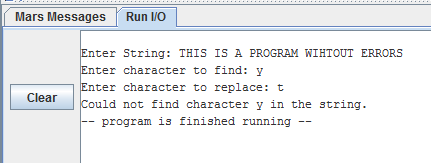 Mars Messages Run I/O
Enter String: THIS IS A PROGRAM WIHTOUT ERRORS
Enter character to find: y
Enter character to replace: t
Clear
Could not find character y in the string.
-- program is finished running --